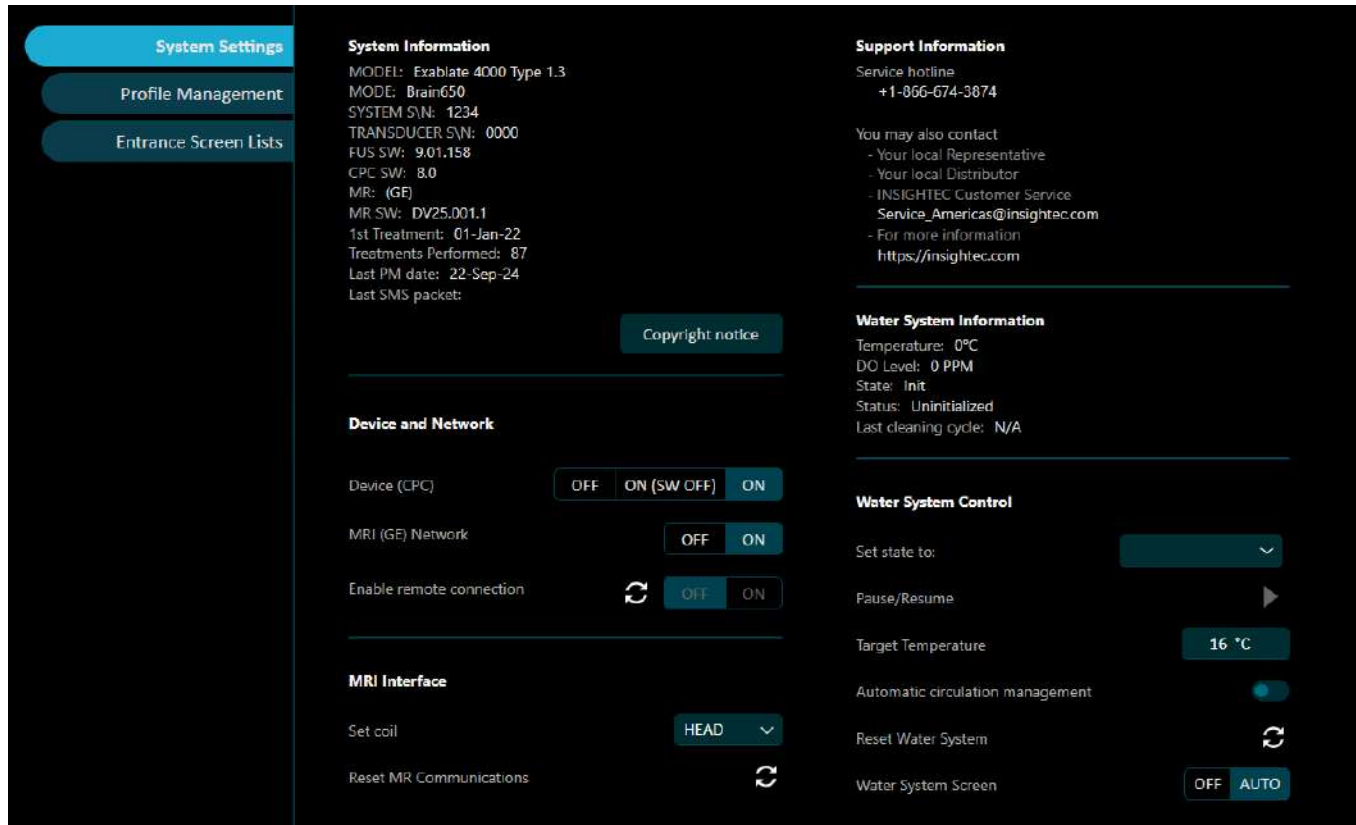 System Settings
Profile Management
Entrance Screen Lists
System Information
MODEL: Exablate 4000 Type 1.3
MODE: Brain650
SYSTEM S\N: 1234
TRANSDUCER S\N: 0000
FUS SW: 9.01.158
CPC SW: 8.0
MR: (GE)
MR SW: DV25.001.1
1st Treatment: 01-Jan-22
Treatments Performed: 87
Last PM date: 22-Sep-24
Last SMS packet:
Copyright notice
Device and Network
Device (CPC) OFF ON (SW OFF) ON
MRI (GE) Network OFF ON
Enable remote connection OFF ON
MRI Interface
Set coil HEAD
Reset MR Communications
Support Information
Service hotline
+1-866-674-3874
You may also contact
- Your local Representative
- Your local Distributor
- INSIGHTEC Customer Service
Service_Americas@insightec.com
- For more information
https://insightec.com
Water System Information
Temperature: 0°C
DO Level: 0 PPM
State: Init
Status: Uninitialized
Last cleaning cycle: N/A
Water System Control
Set state to:
Pause/Resume
Target Temperature 16 °C
Automatic circulation management
Reset Water System
Water System Screen OFF AUTO